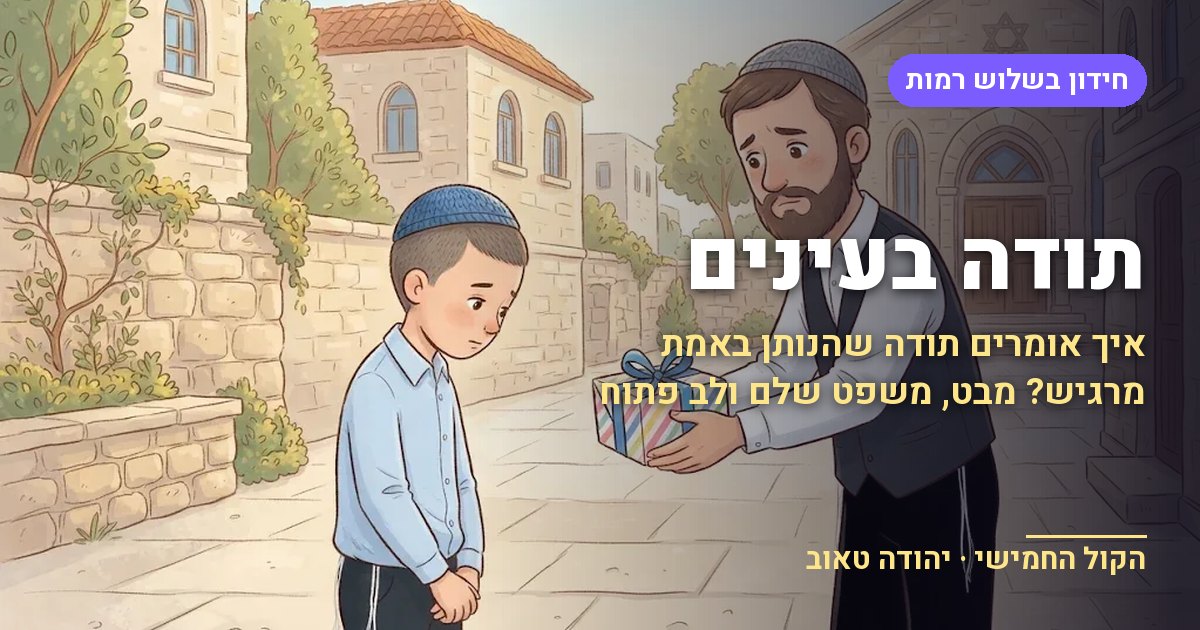 חידון בשלוש רמות
תודה בעינים
איך אומרים תודה שהנותן באמת
מרגיש? מבט, משפט שלם ולב פתוח
הקול החמישי · יהודה טאוב